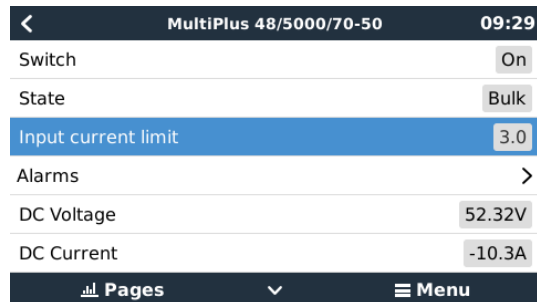 MultiPlus 48/5000/70-50 09:29
Switch On
State Bulk
Input current limit 3.0
Alarms
DC Voltage 52.32V
DC Current -10.3A
Pages Menu